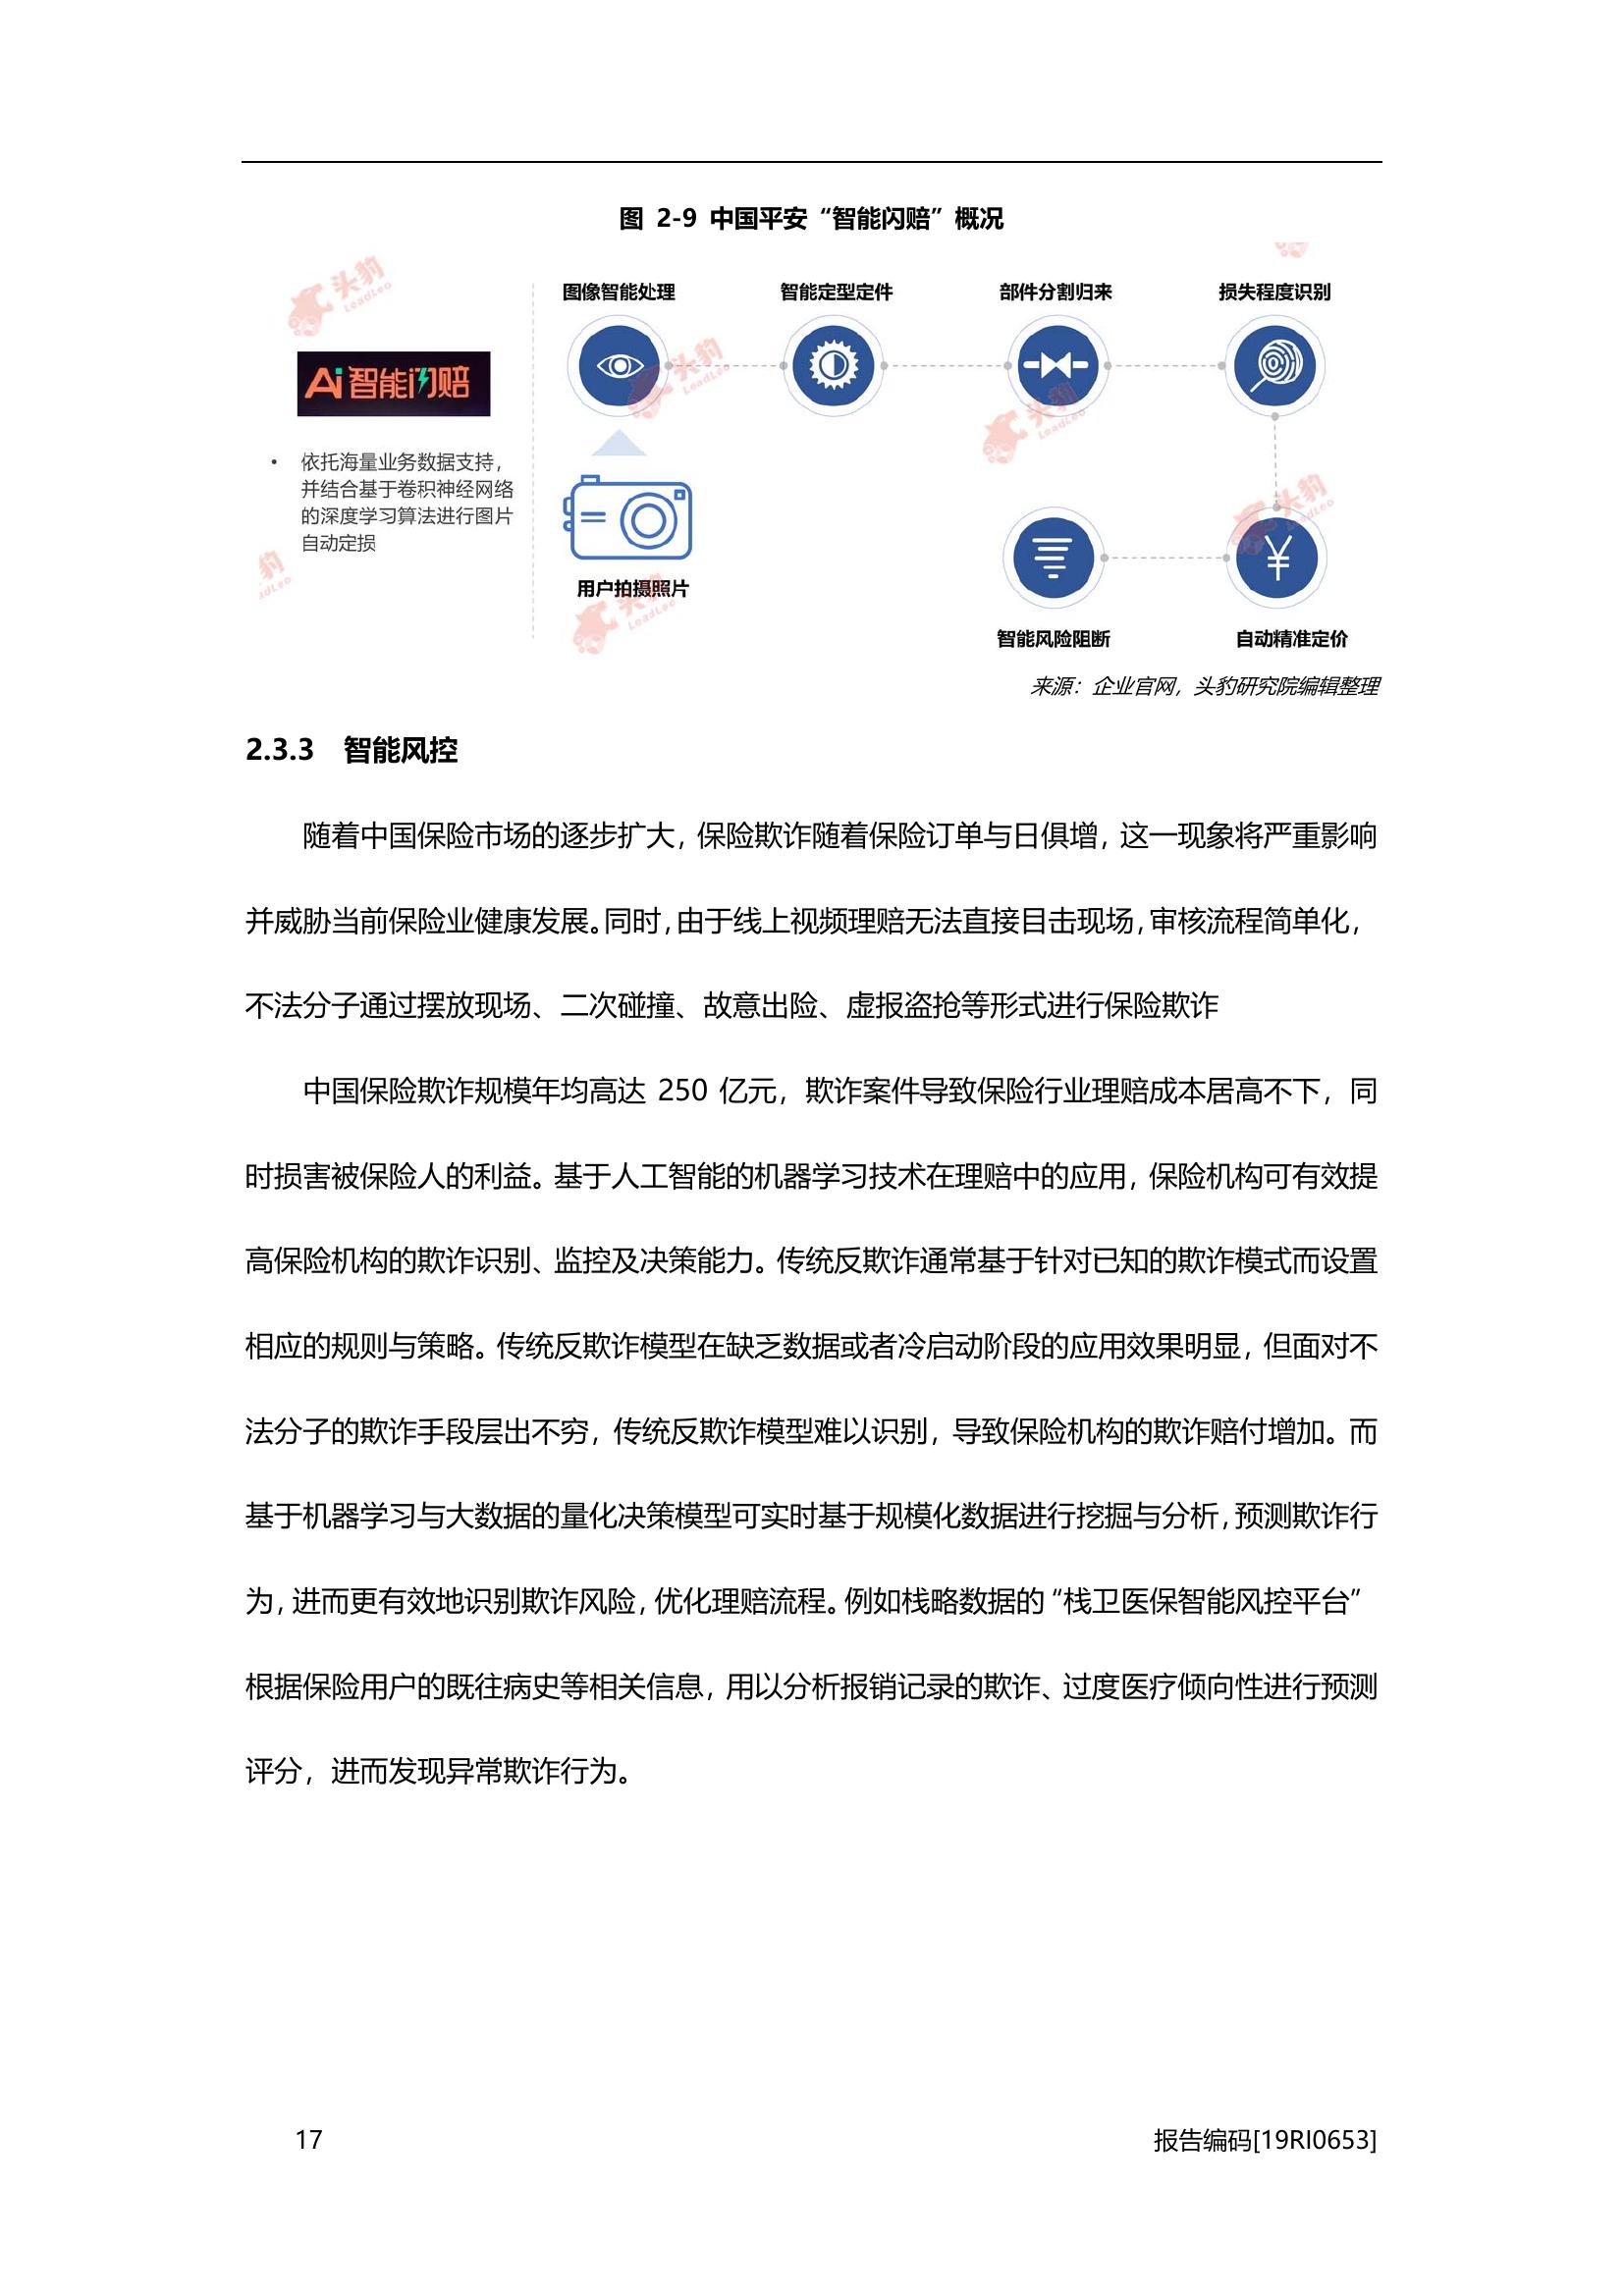 图 2-9 中国平安“智能闪赔”概况
图像智能处理
智能定型定件
部件分割归来
损失程度识别
Ai智能闪赔
• 依托海量业务数据支持，
并结合基于卷积神经网络
的深度学习算法进行图片
自动定损
用户拍摄照片
智能风险阻断
自动精准定价
头豹
LeadLeo
头豹
LeadLeo
头豹
LeadLeo
头豹
LeadLeo
头豹
LeadLeo
豹
adLeo
来源：企业官网，头豹研究院编辑整理
2.3.3 智能风控
随着中国保险市场的逐步扩大，保险欺诈随着保险订单与日俱增，这一现象将严重影响
并威胁当前保险业健康发展。同时，由于线上视频理赔无法直接目击现场，审核流程简单化，
不法分子通过摆放现场、二次碰撞、故意出险、虚报盗抢等形式进行保险欺诈
中国保险欺诈规模年均高达 250 亿元，欺诈案件导致保险行业理赔成本居高不下，同
时损害被保险人的利益。基于人工智能的机器学习技术在理赔中的应用，保险机构可有效提
高保险机构的欺诈识别、监控及决策能力。传统反欺诈通常基于针对已知的欺诈模式而设置
相应的规则与策略。传统反欺诈模型在缺乏数据或者冷启动阶段的应用效果明显，但面对不
法分子的欺诈手段层出不穷，传统反欺诈模型难以识别，导致保险机构的欺诈赔付增加。而
基于机器学习与大数据的量化决策模型可实时基于规模化数据进行挖掘与分析，预测欺诈行
为，进而更有效地识别欺诈风险，优化理赔流程。例如栈略数据的“栈卫医保智能风控平台”
根据保险用户的既往病史等相关信息，用以分析报销记录的欺诈、过度医疗倾向性进行预测
评分，进而发现异常欺诈行为。
17
报告编码[19RI0653]